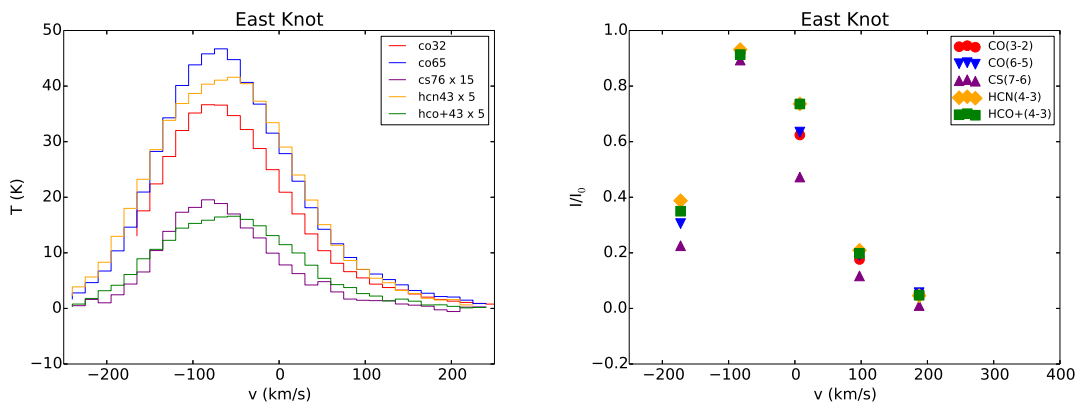 East Knot
50
40
30
20
10
0
−10
T (K)
−200
−100
0
100
200
v (km/s)
co32
co65
cs76 x 15
hcn43 x 5
hco+43 x 5
East Knot
1.0
0.8
0.6
0.4
0.2
0.0
−0.2
I/I₀
−200
−100
0
100
200
300
400
v (km/s)
CO(3-2)
CO(6-5)
CS(7-6)
HCN(4-3)
HCO+(4-3)